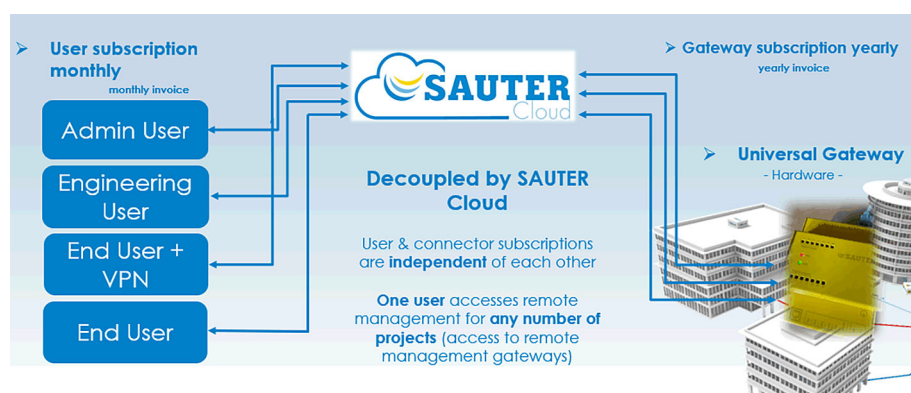 ➢ User subscription
monthly
monthly invoice
Admin User
Engineering
User
End User +
VPN
End User
SAUTER
Cloud
Decoupled by SAUTER
Cloud
User & connector subscriptions
are independent of each other
One user accesses remote
management for any number of
projects (access to remote
management gateways)
➢ Gateway subscription yearly
yearly invoice
➢ Universal Gateway
- Hardware -
SAUTER